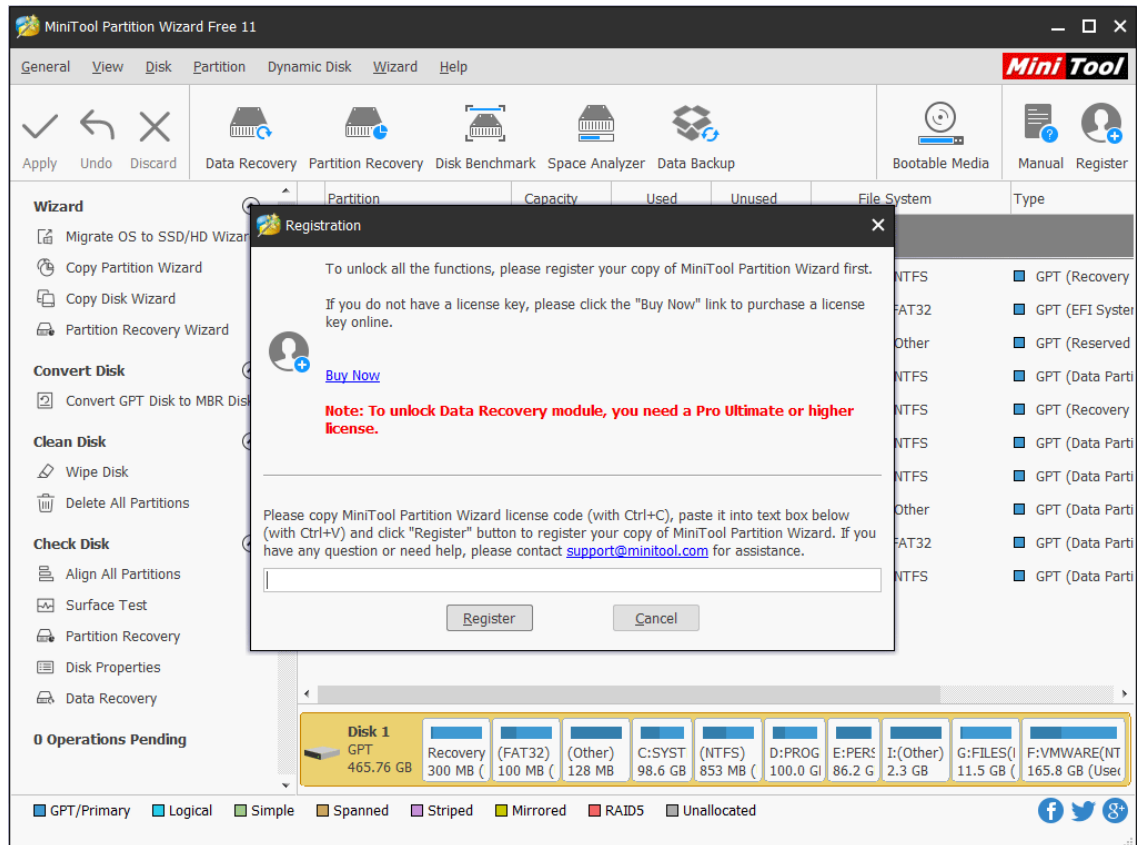 MiniTool Partition Wizard Free 11
General View Disk Partition Dynamic Disk Wizard Help
Mini Tool
Apply Undo Discard Data Recovery Partition Recovery Disk Benchmark Space Analyzer Data Backup Bootable Media Manual Register
Partition Capacity Used Unused File System Type
Wizard
Migrate OS to SSD/HD Wizar
Copy Partition Wizard
Copy Disk Wizard
Partition Recovery Wizard
Convert Disk
Convert GPT Disk to MBR Disk
Clean Disk
Wipe Disk
Delete All Partitions
Check Disk
Align All Partitions
Surface Test
Partition Recovery
Disk Properties
Data Recovery
0 Operations Pending
Registration
To unlock all the functions, please register your copy of MiniTool Partition Wizard first.
If you do not have a license key, please click the "Buy Now" link to purchase a license
key online.
Buy Now
Note: To unlock Data Recovery module, you need a Pro Ultimate or higher
license.
Please copy MiniTool Partition Wizard license code (with Ctrl+C), paste it into text box below
(with Ctrl+V) and click "Register" button to register your copy of MiniTool Partition Wizard. If you
have any question or need help, please contact support@minitool.com for assistance.
Register Cancel
NTFS GPT (Recovery
FAT32 GPT (EFI System
Other GPT (Reserved
NTFS GPT (Data Parti
NTFS GPT (Recovery
NTFS GPT (Data Parti
NTFS GPT (Data Parti
Other GPT (Data Parti
FAT32 GPT (Data Parti
NTFS GPT (Data Parti
Disk 1
GPT
465.76 GB
Recovery (FAT32) (Other) C:SYST (NTFS) D:PROG E:PERS I:(Other) G:FILES( F:VMWARE(NT
300 MB ( 100 MB ( 128 MB 98.6 GB 853 MB ( 100.0 G 86.2 G 2.3 GB 11.5 GB ( 165.8 GB (Used
GPT/Primary Logical Simple Spanned Striped Mirrored RAID5 Unallocated